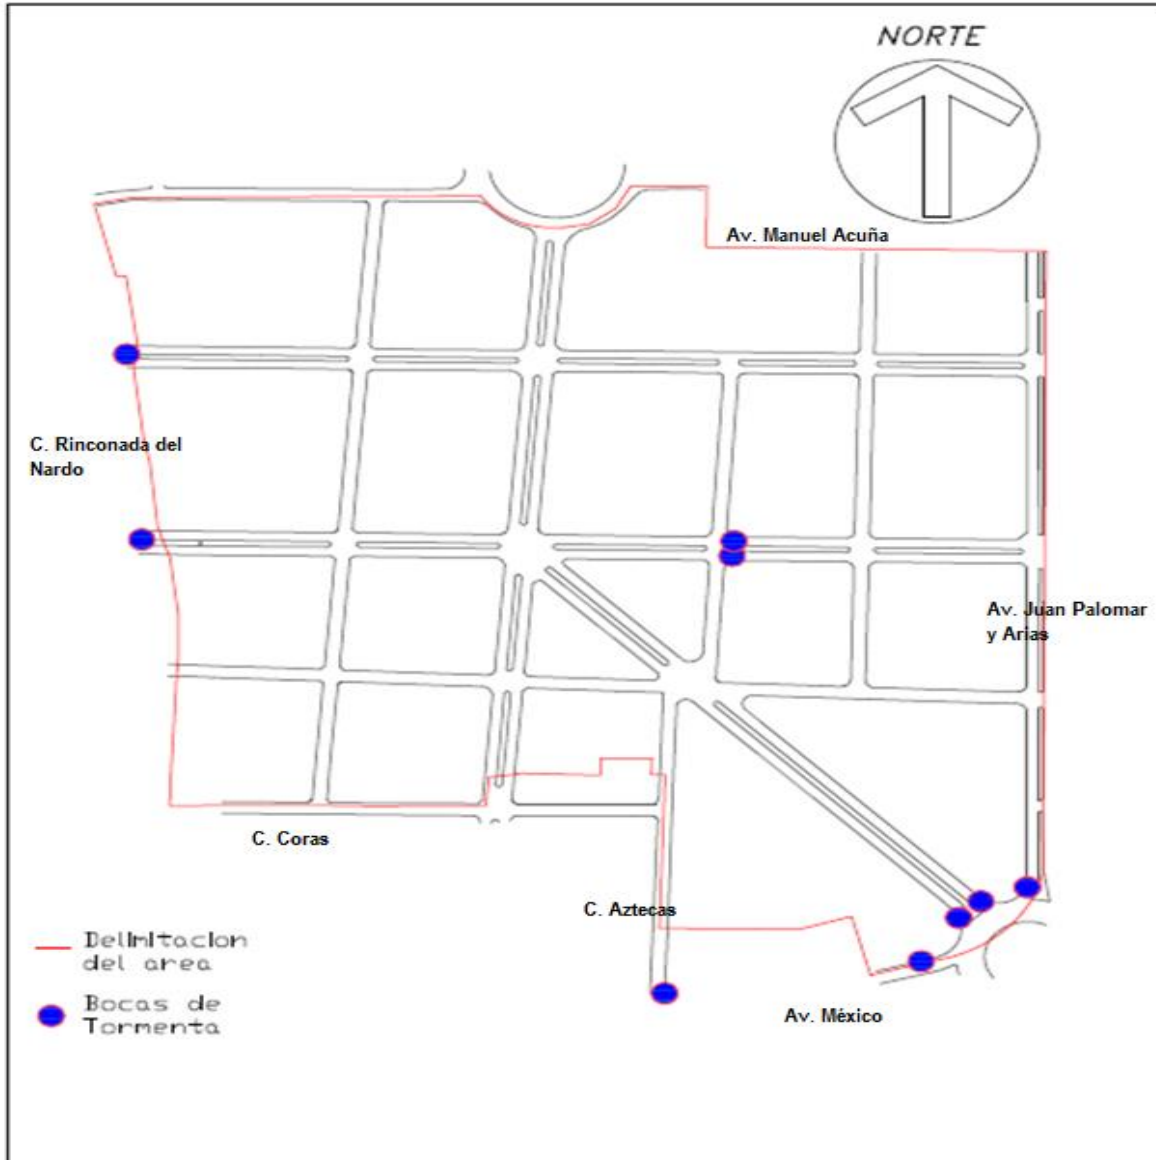 NORTE
Av. Manuel Acuña
C. Rinconada del
Nardo
Av. Juan Palomar
y Arias
C. Coras
C. Aztecas
Delimitacion
del area
Bocas de
Tormenta
Av. México